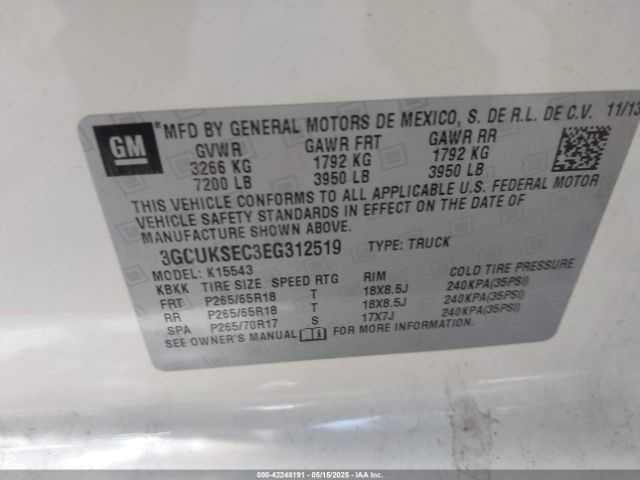 GM ® MFD BY GENERAL MOTORS DE MEXICO, S. DE R.L. DE C.V. 11/13
GVWR GAWR FRT GAWR RR
3266 KG 1792 KG 1792 KG
7200 LB 3950 LB 3950 LB
THIS VEHICLE CONFORMS TO ALL APPLICABLE U.S. FEDERAL MOTOR
VEHICLE SAFETY STANDARDS IN EFFECT ON THE DATE OF
MANUFACTURE SHOWN ABOVE.
3GCUKSEC3EG312519 TYPE: TRUCK
MODEL: K15543
KBKK TIRE SIZE SPEED RTG RIM COLD TIRE PRESSURE
FRT P265/65R18 T 18X8.5J 240KPA(35PSI)
RR P265/65R18 T 18X8.5J 240KPA(35PSI)
SPA P265/70R17 S 17X7J 240KPA(35PSI)
SEE OWNER'S MANUAL i FOR MORE INFORMATION.
000-42248191 - 05/15/2025 - IAA Inc. - Copyright All Rights Reserved